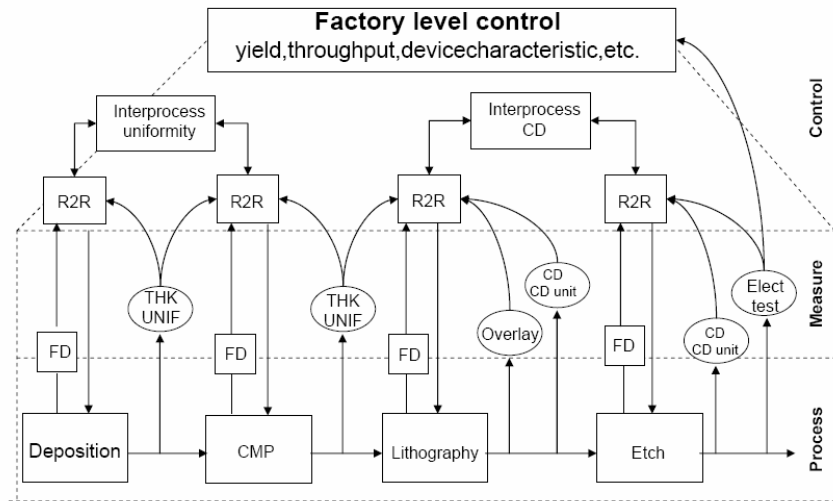 Factory level control
yield,throughput,devicecharacteristic,etc.
Control
Interprocess
uniformity
Interprocess
CD
R2R
R2R
R2R
R2R
Measure
THK
UNIF
THK
UNIF
CD
CD unit
Elect
test
Overlay
CD
CD unit
FD
FD
FD
FD
Process
Deposition
CMP
Lithography
Etch